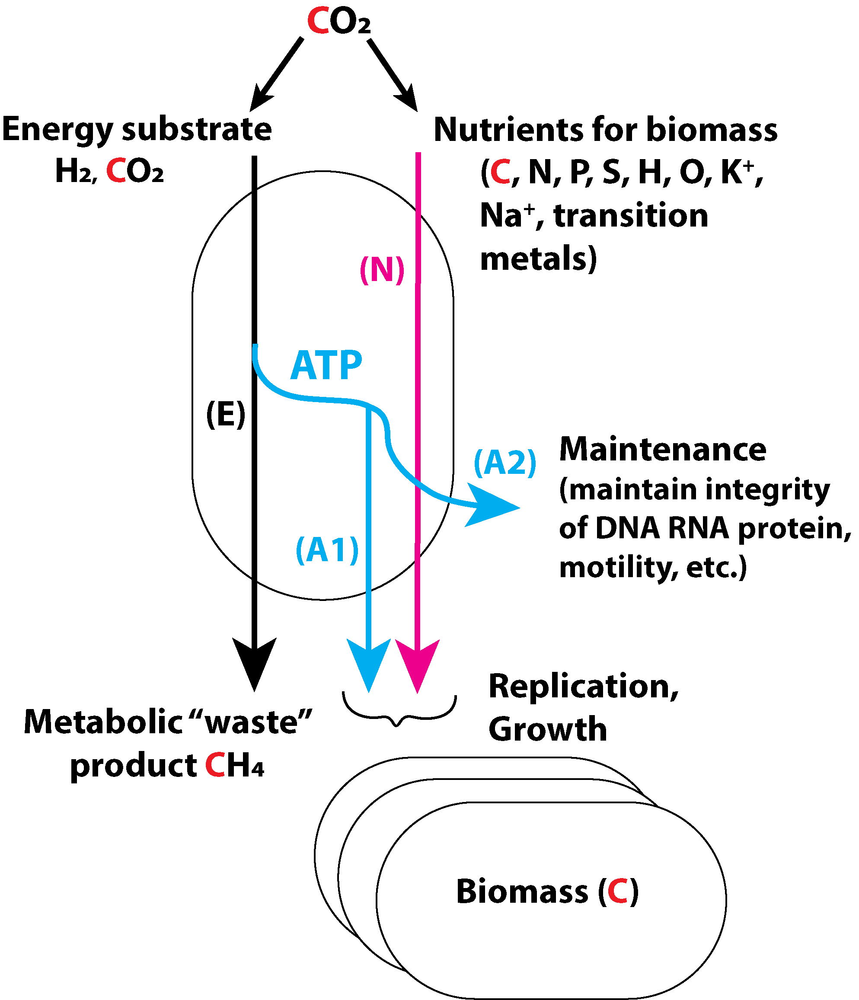 CO₂
Energy substrate
H₂, CO₂
Nutrients for biomass
(C, N, P, S, H, O, K⁺,
Na⁺, transition
metals)
(N)
ATP
(E)
(A2)
Maintenance
(maintain integrity
of DNA RNA protein,
motility, etc.)
(A1)
Metabolic “waste”
product CH₄
Replication,
Growth
Biomass (C)